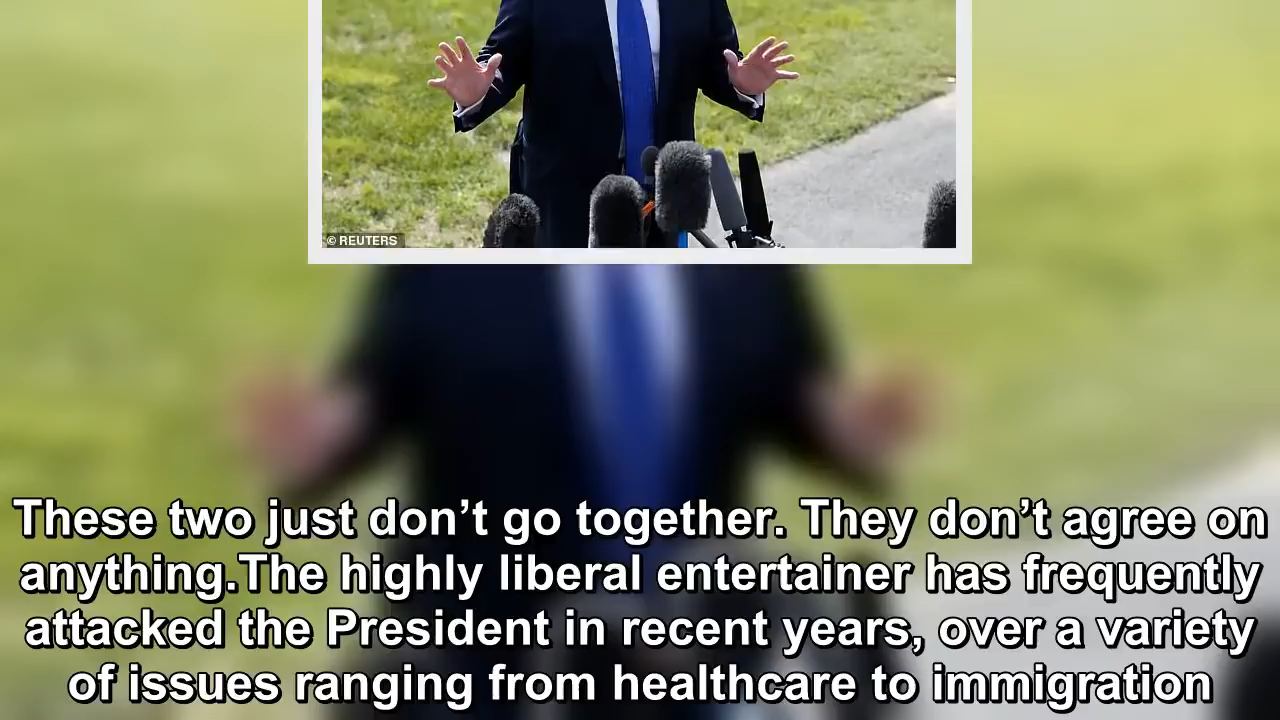 © REUTERS
These two just don’t go together. They don’t agree on
anything.The highly liberal entertainer has frequently
attacked the President in recent years, over a variety
of issues ranging from healthcare to immigration